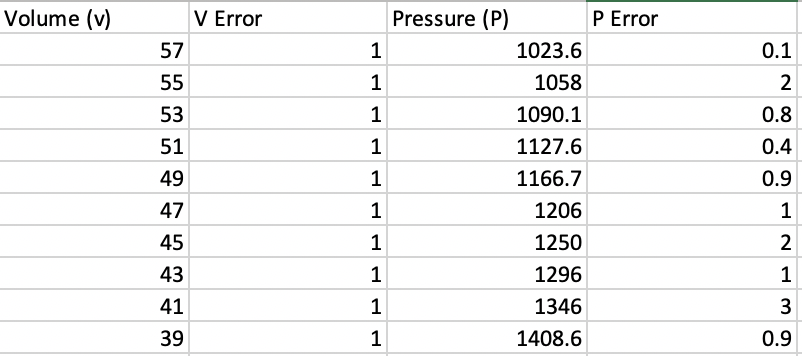 Volume (v) V Error Pressure (P) P Error
57 1 1023.6 0.1
55 1 1058 2
53 1 1090.1 0.8
51 1 1127.6 0.4
49 1 1166.7 0.9
47 1 1206 1
45 1 1250 2
43 1 1296 1
41 1 1346 3
39 1 1408.6 0.9